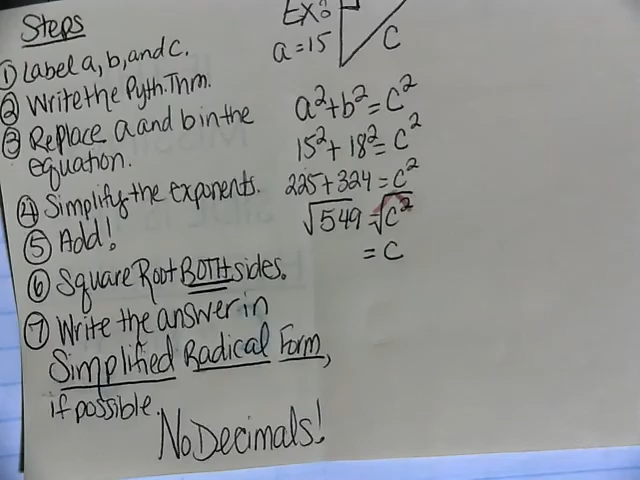 Steps
① Label a, b, and c.
② Write the Pyth. Thm.
③ Replace a and b in the
equation.
④ Simplify the exponents.
⑤ Add!
⑥ Square Root BOTH sides.
⑦ Write the answer in
Simplified Radical Form,
if possible.
No Decimals!
Ex:
a = 15
C
a² + b² = c²
15² + 18² = c²
225 + 324 = c²
√549 = √c²
= c